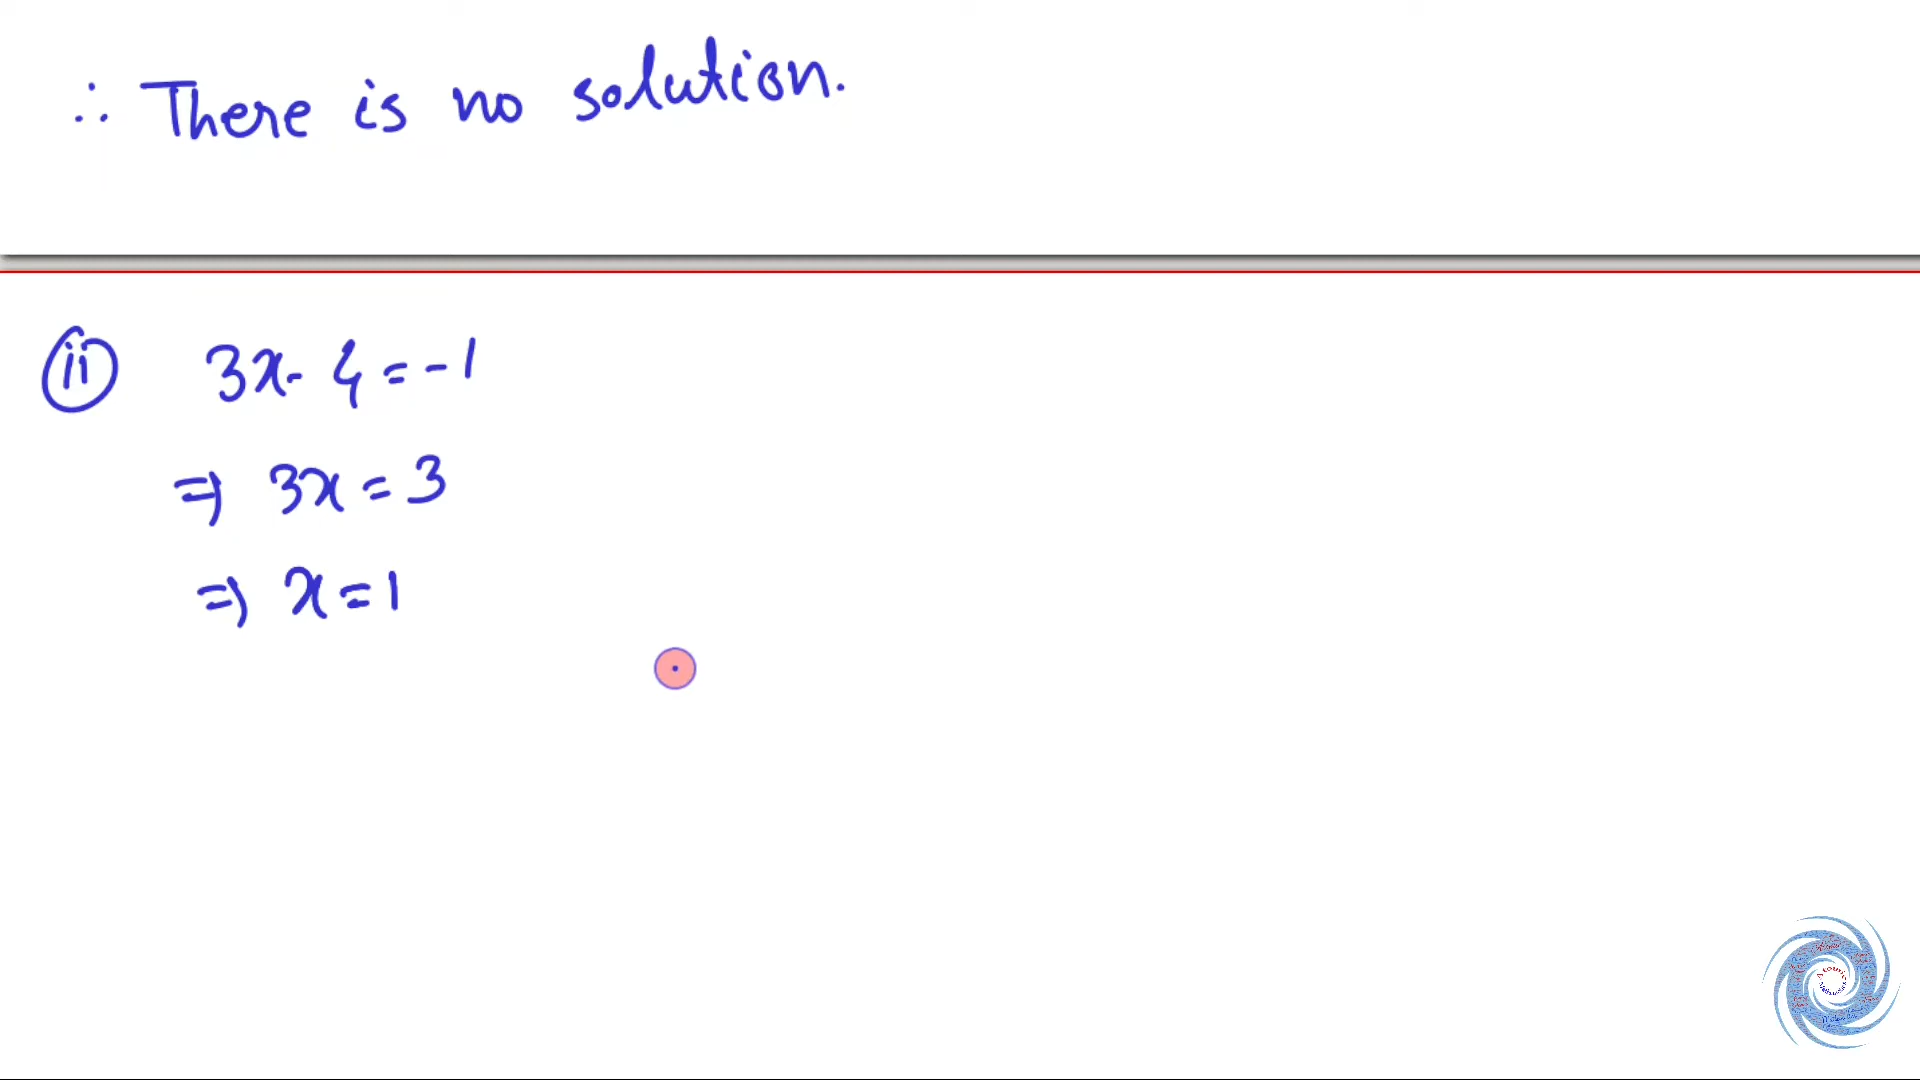 ∴ There is no solution.
ii 3x - 4 = -1
=> 3x = 3
=> x = 1